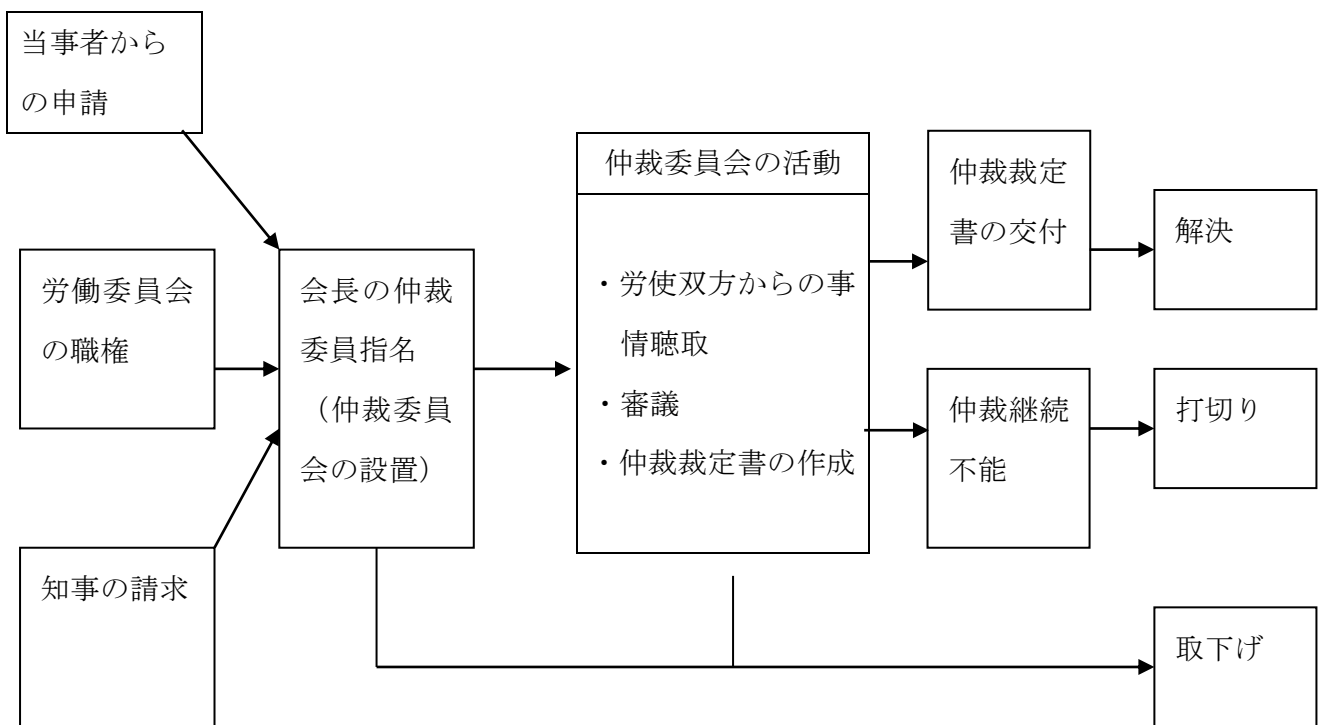 当事者から
の申請
労働委員会
の職権
知事の請求
会長の仲裁
委員指名
（仲裁委員
会の設置）
仲裁委員会の活動
・労使双方からの事
情聴取
・審議
・仲裁裁定書の作成
仲裁裁定
書の交付
解決
仲裁継続
不能
打切り
取下げ